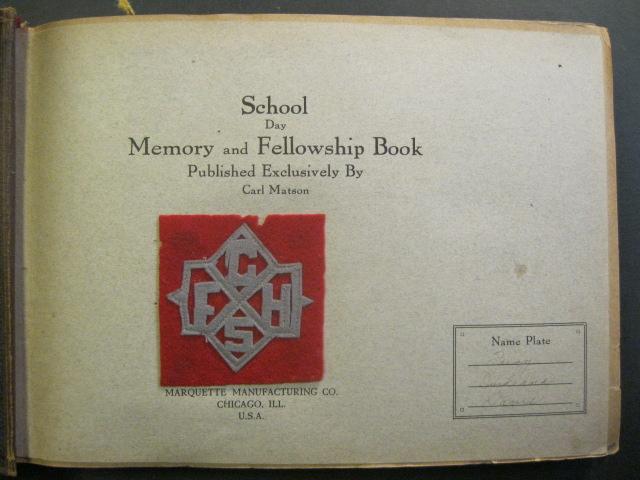 School
Day
Memory and Fellowship Book
Published Exclusively By
Carl Matson
G
F H
S
MARQUETTE MANUFACTURING CO.
CHICAGO, ILL.
U.S.A.
Name Plate